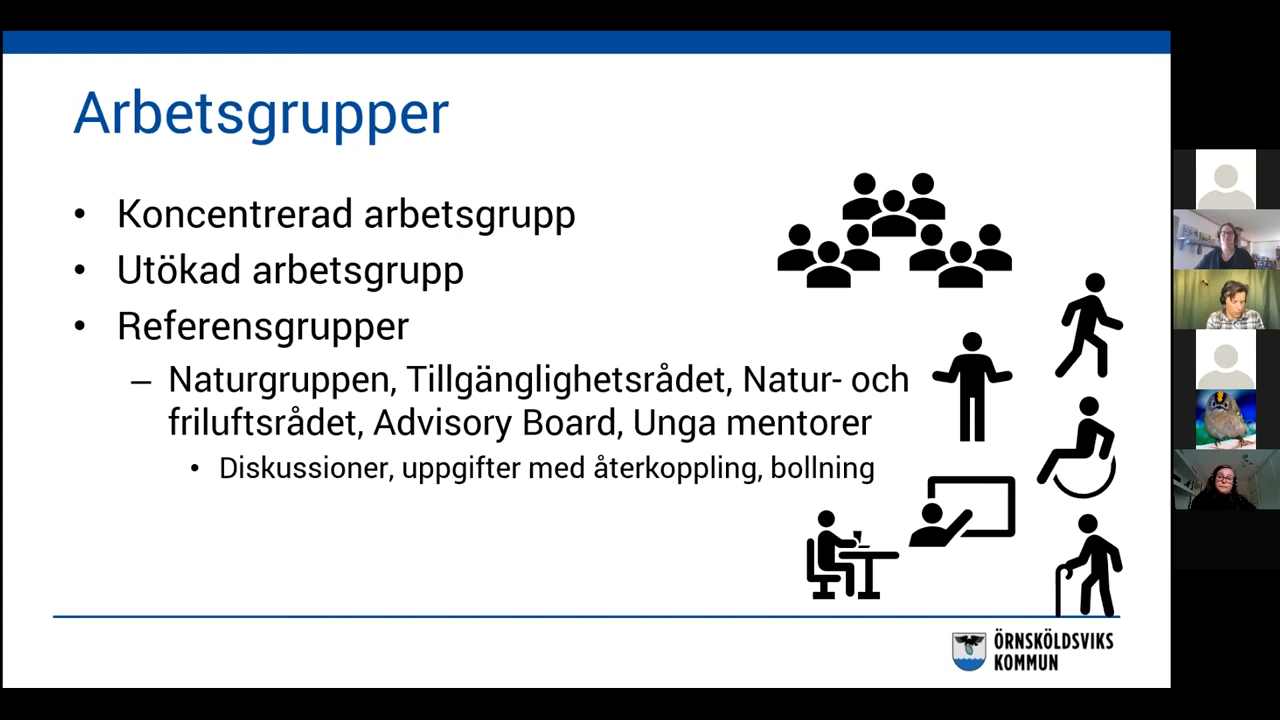 Arbetsgrupper
• Koncentrerad arbetsgrupp
• Utökad arbetsgrupp
• Referensgrupper
– Naturgruppen, Tillgänglighetsrådet, Natur- och
friluftsrådet, Advisory Board, Unga mentorer
• Diskussioner, uppgifter med återkoppling, bollning
ÖRNSKÖLDSVIKS
KOMMUN